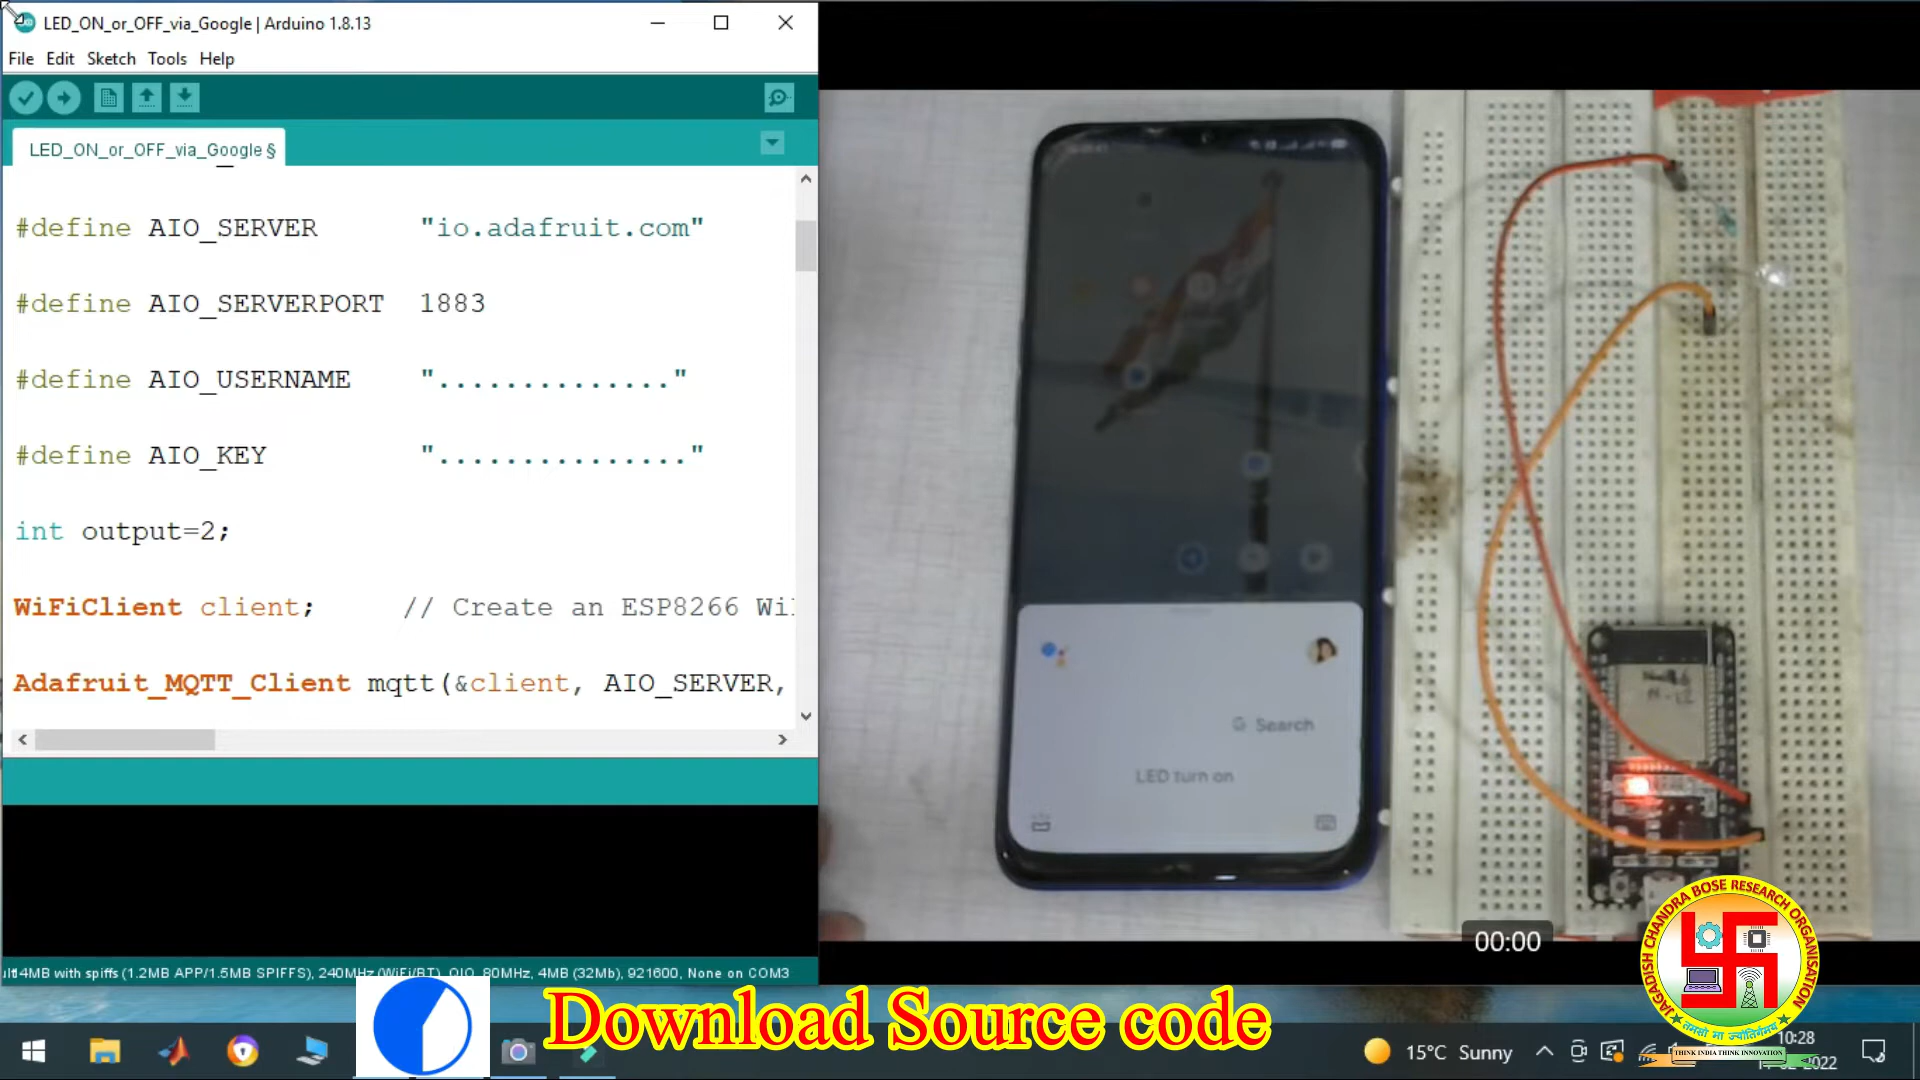 LED_ON_or_OFF_via_Google | Arduino 1.8.13
File Edit Sketch Tools Help
LED_ON_or_OFF_via_Google §
#define AIO_SERVER "io.adafruit.com"
#define AIO_SERVERPORT 1883
#define AIO_USERNAME ".............."
#define AIO_KEY "..............."
int output=2;
WiFiClient client; // Create an ESP8266 Wi
Adafruit_MQTT_Client mqtt(&client, AIO_SERVER,
4MB with spiffs (1.2MB APP/1.5MB SPIFFS), 240MHz (WiFi/BT), QIO, 80MHz, 4MB (32Mb), 921600, None on COM3
G Search
LED turn on
00:00
JAGADISH CHANDRA BOSE RESEARCH ORGANISATION
तमसो मा ज्योतिर्गमय
THINK INDIA THINK INNOVATION
Download Source code
15°C Sunny
10:28
2022